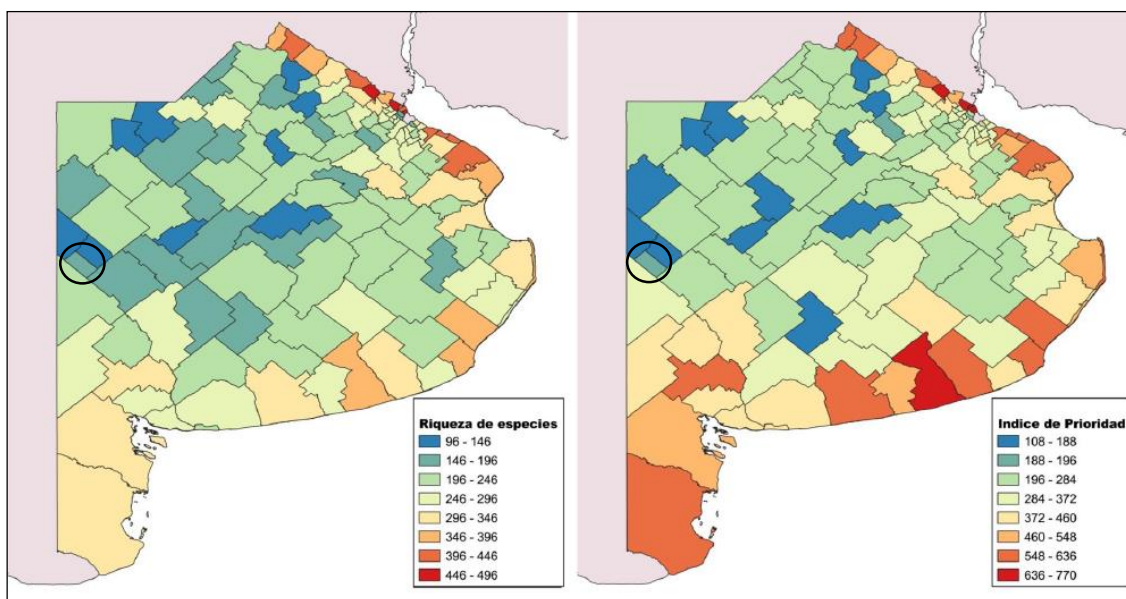 Riqueza de especies
96 - 146
146 - 196
196 - 246
246 - 296
296 - 346
346 - 396
396 - 446
446 - 496
Indice de Prioridad
108 - 188
188 - 196
196 - 284
284 - 372
372 - 460
460 - 548
548 - 636
636 - 770